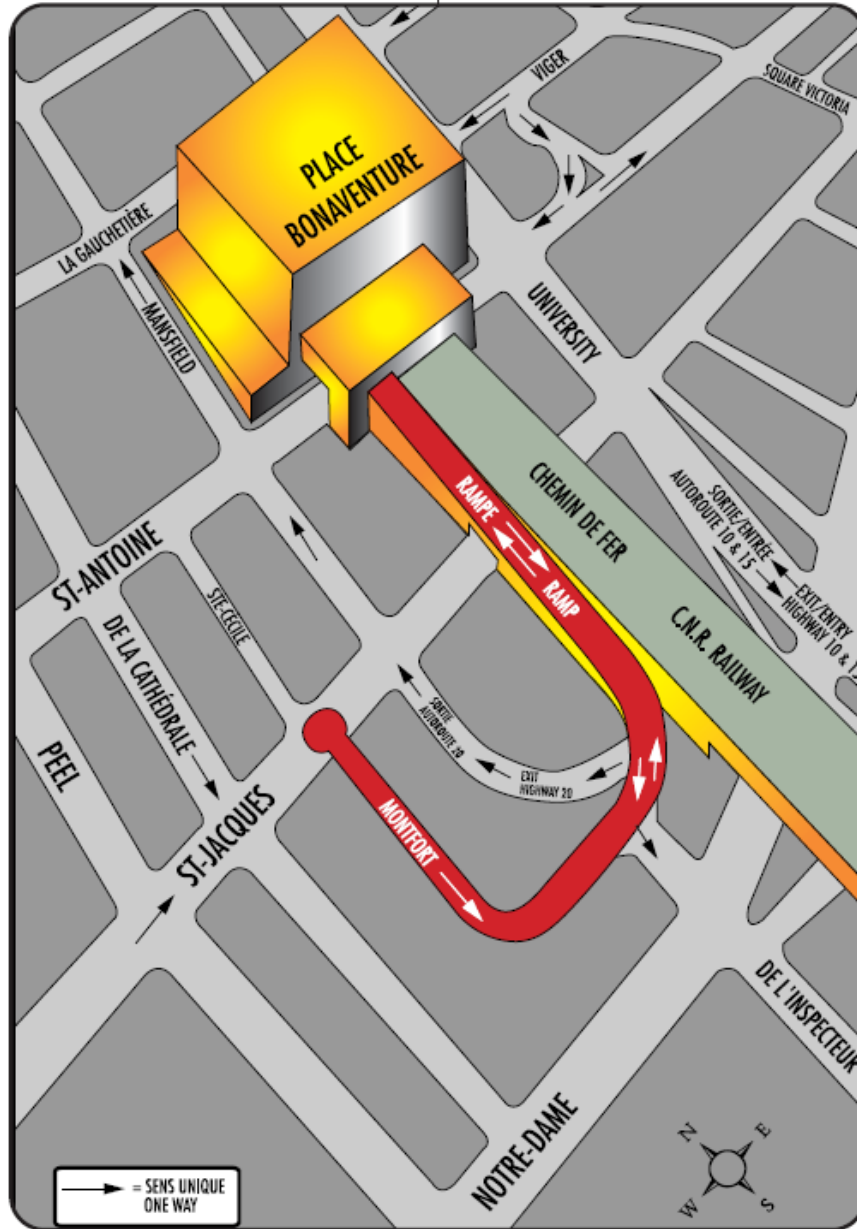 VIGER
SQUARE VICTORIA
PLACE
BONAVENTURE
LA GAUCHETIÈRE
MANSFIELD
UNIVERSITY
CHEMIN DE FER
C.N.R. RAILWAY
SORTIE/ENTRÉE
AUTOROUTE 10 & 15
EXIT/ENTRY
HIGHWAY 10 & 15
RAMPE
RAMP
ST-ANTOINE
STE-CÉCILE
DE LA CATHÉDRALE
PEEL
ST-JACQUES
SORTIE
AUTOROUTE 20
EXIT
HIGHWAY 20
MONTFORT
DE L'INSPECTEUR
NOTRE-DAME
N
E
W
S
= SENS UNIQUE
ONE WAY